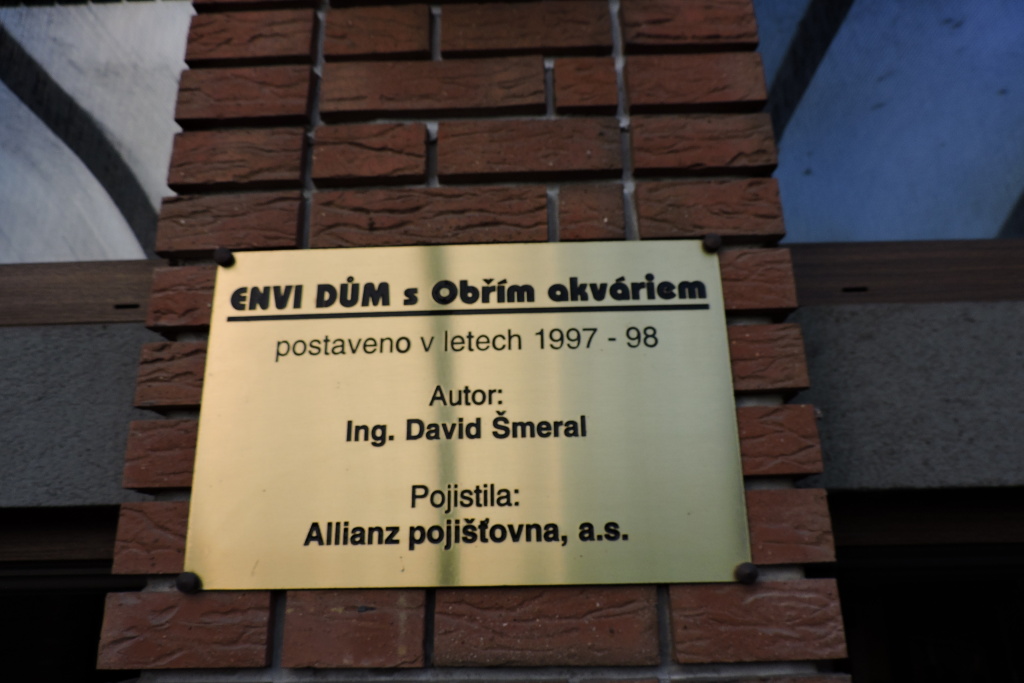 ENVI DŮM s Obřím akváriem
postaveno v letech 1997 - 98
Autor:
Ing. David Šmeral
Pojistila:
Allianz pojišťovna, a.s.